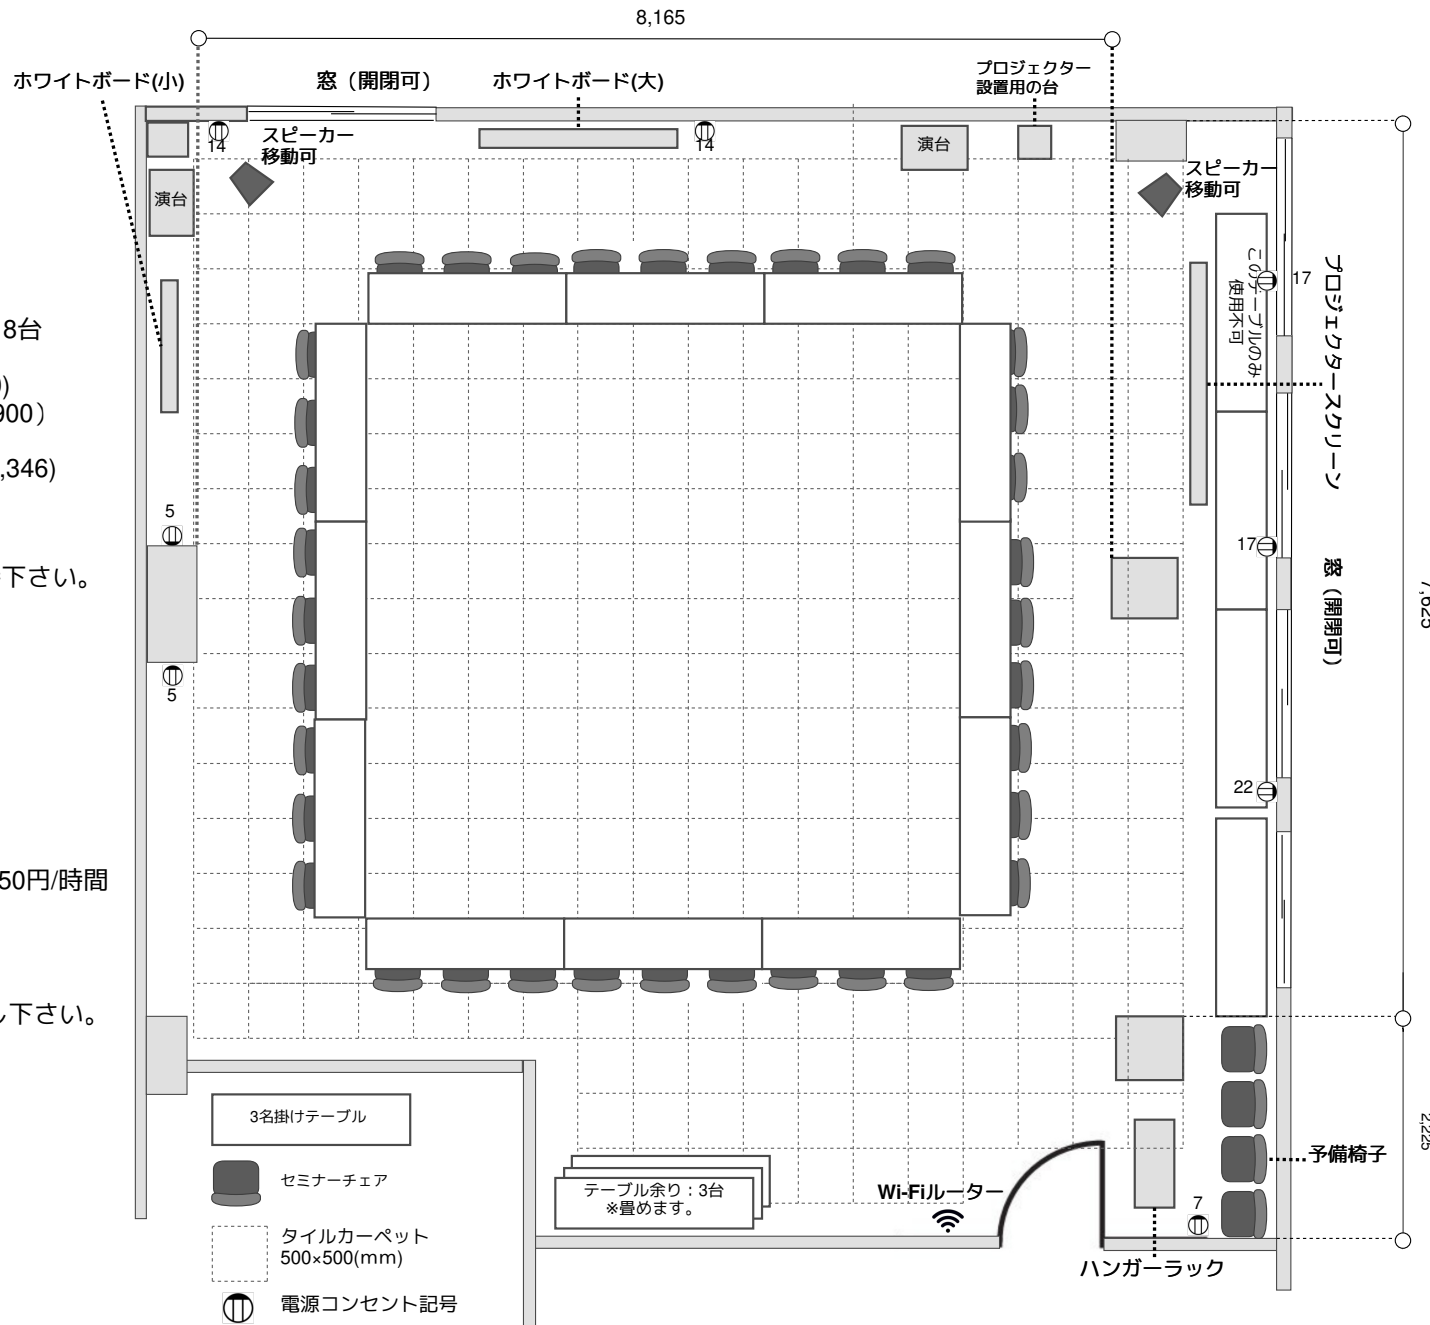 8,165
ホワイトボード(小)
窓（開閉可）
ホワイトボード(大)
プロジェクター
設置用の台
14
スピーカー
移動可
14
演台
スピーカー
移動可
演台
このテーブルのみ
使用不可
17
プロジェクタースクリーン
8台
)
900）
,346)
5
17
窓（開閉可）
7,625
下さい。
5
22
50円/時間
し下さい。
3名掛けテーブル
2,225
予備椅子
セミナーチェア
テーブル余り：3台
※畳めます。
Wi-Fiルーター
7
タイルカーペット
500×500(mm)
ハンガーラック
電源コンセント記号